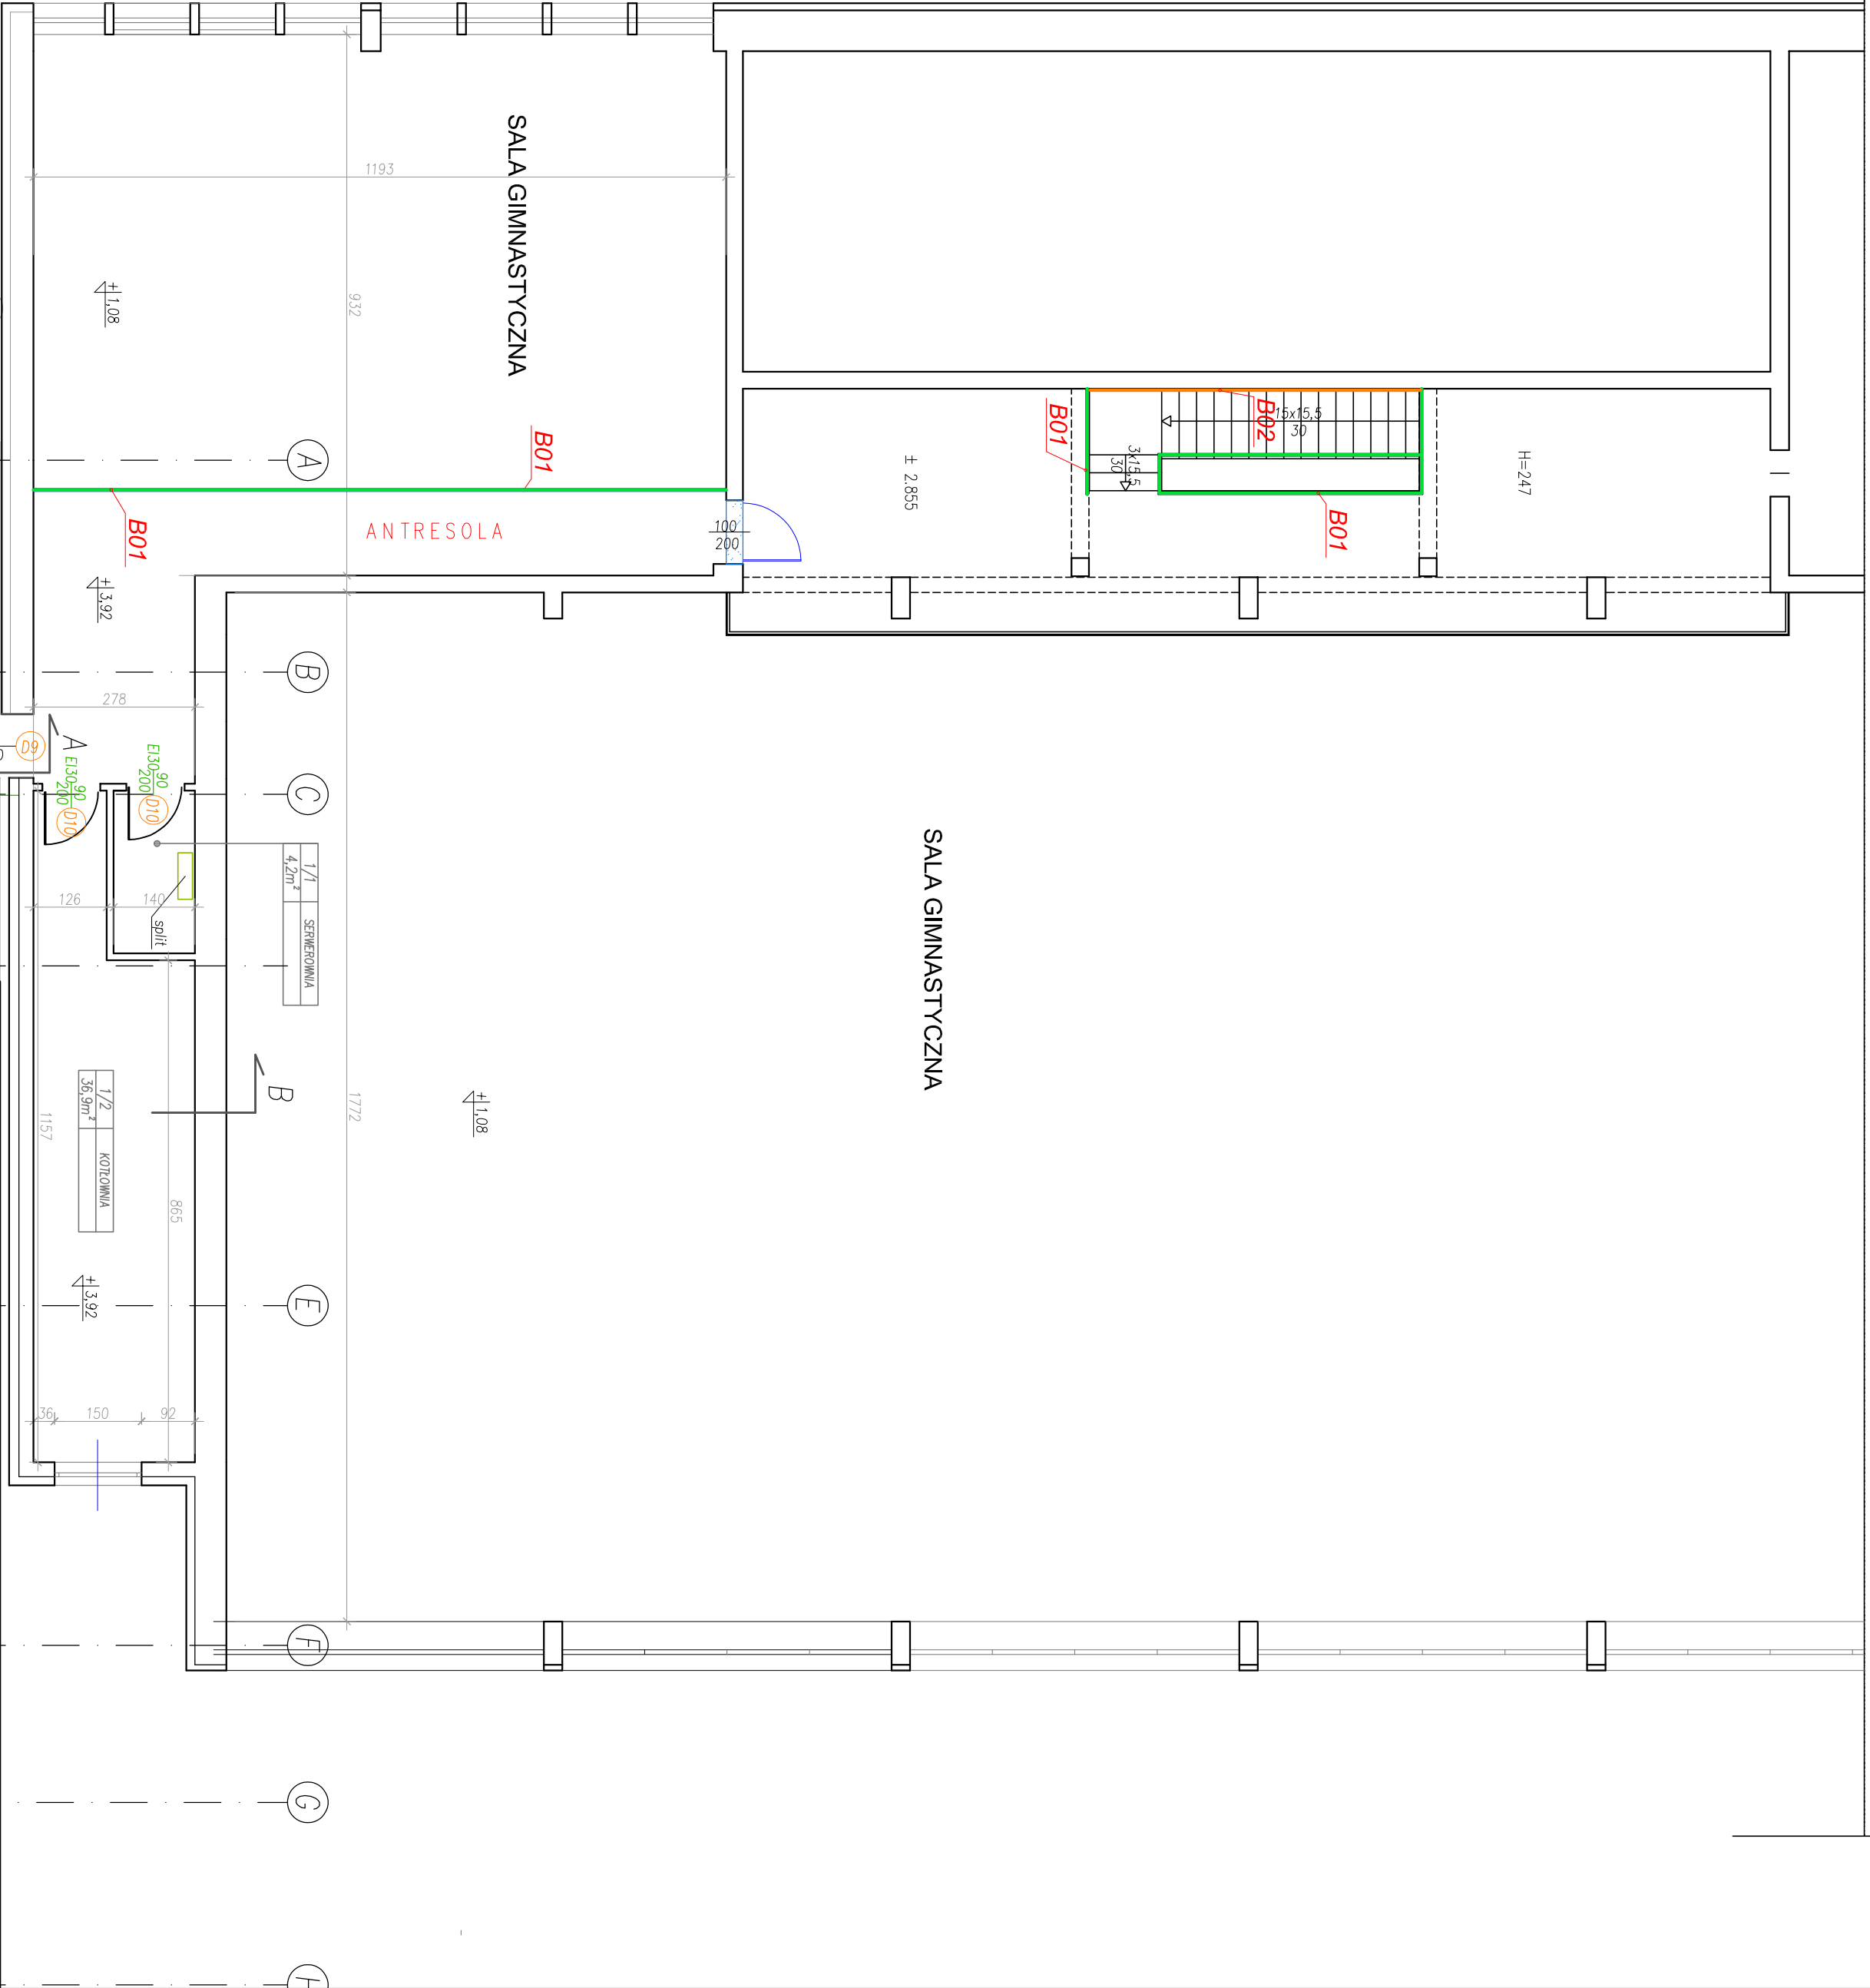 SALA GIMNASTYCZNA
1193
932
+ 1,08
A
B01
B01
ANTRESOLA
100
200
+ 3,92
B01
B02
15x15,5
30
3x15,5
30
B01
± 2.855
H=247
B
278
A
D9
EI30 90
200
D10
EI30 90
200
D10
C
1/1
SERWEROWNIA
4,2m²
126
140
split
SALA GIMNASTYCZNA
+ 1,08
1772
B
1/2
KOTŁOWNIA
36,9m²
1157
865
+ 3,92
E
36
150
92
F
G
H